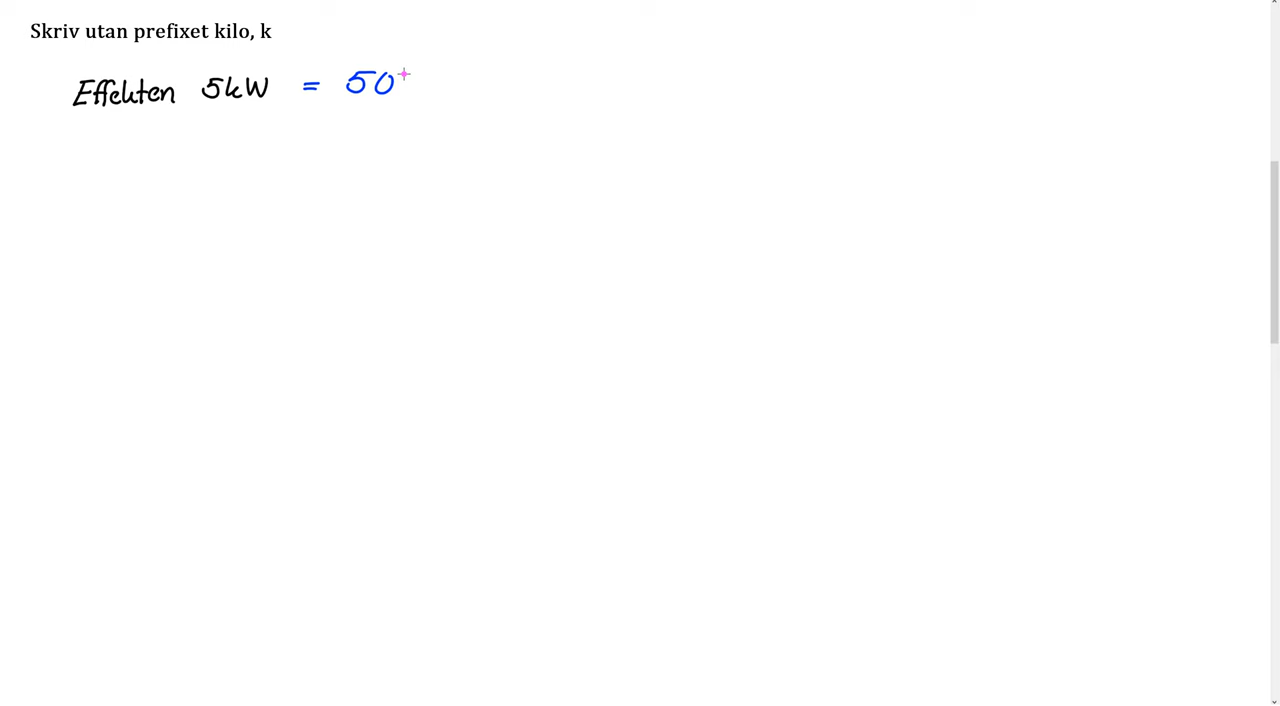 Skriv utan prefixet kilo, k
Effekten 5kW = 50